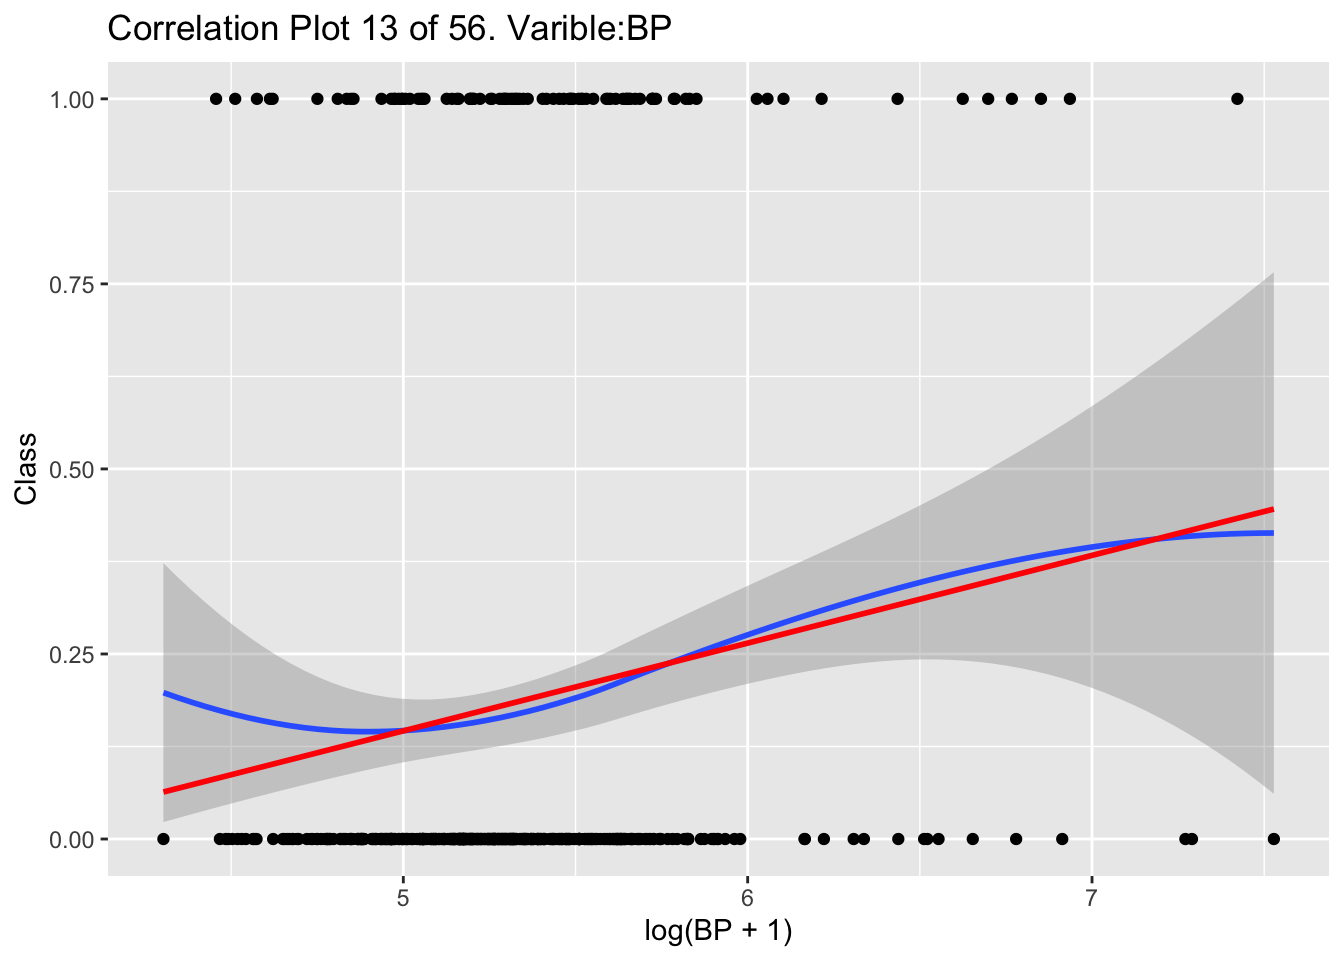 Correlation Plot 13 of 56. Varible:BP
1.00
0.75
0.50
0.25
0.00
Class
5
6
7
log(BP + 1)